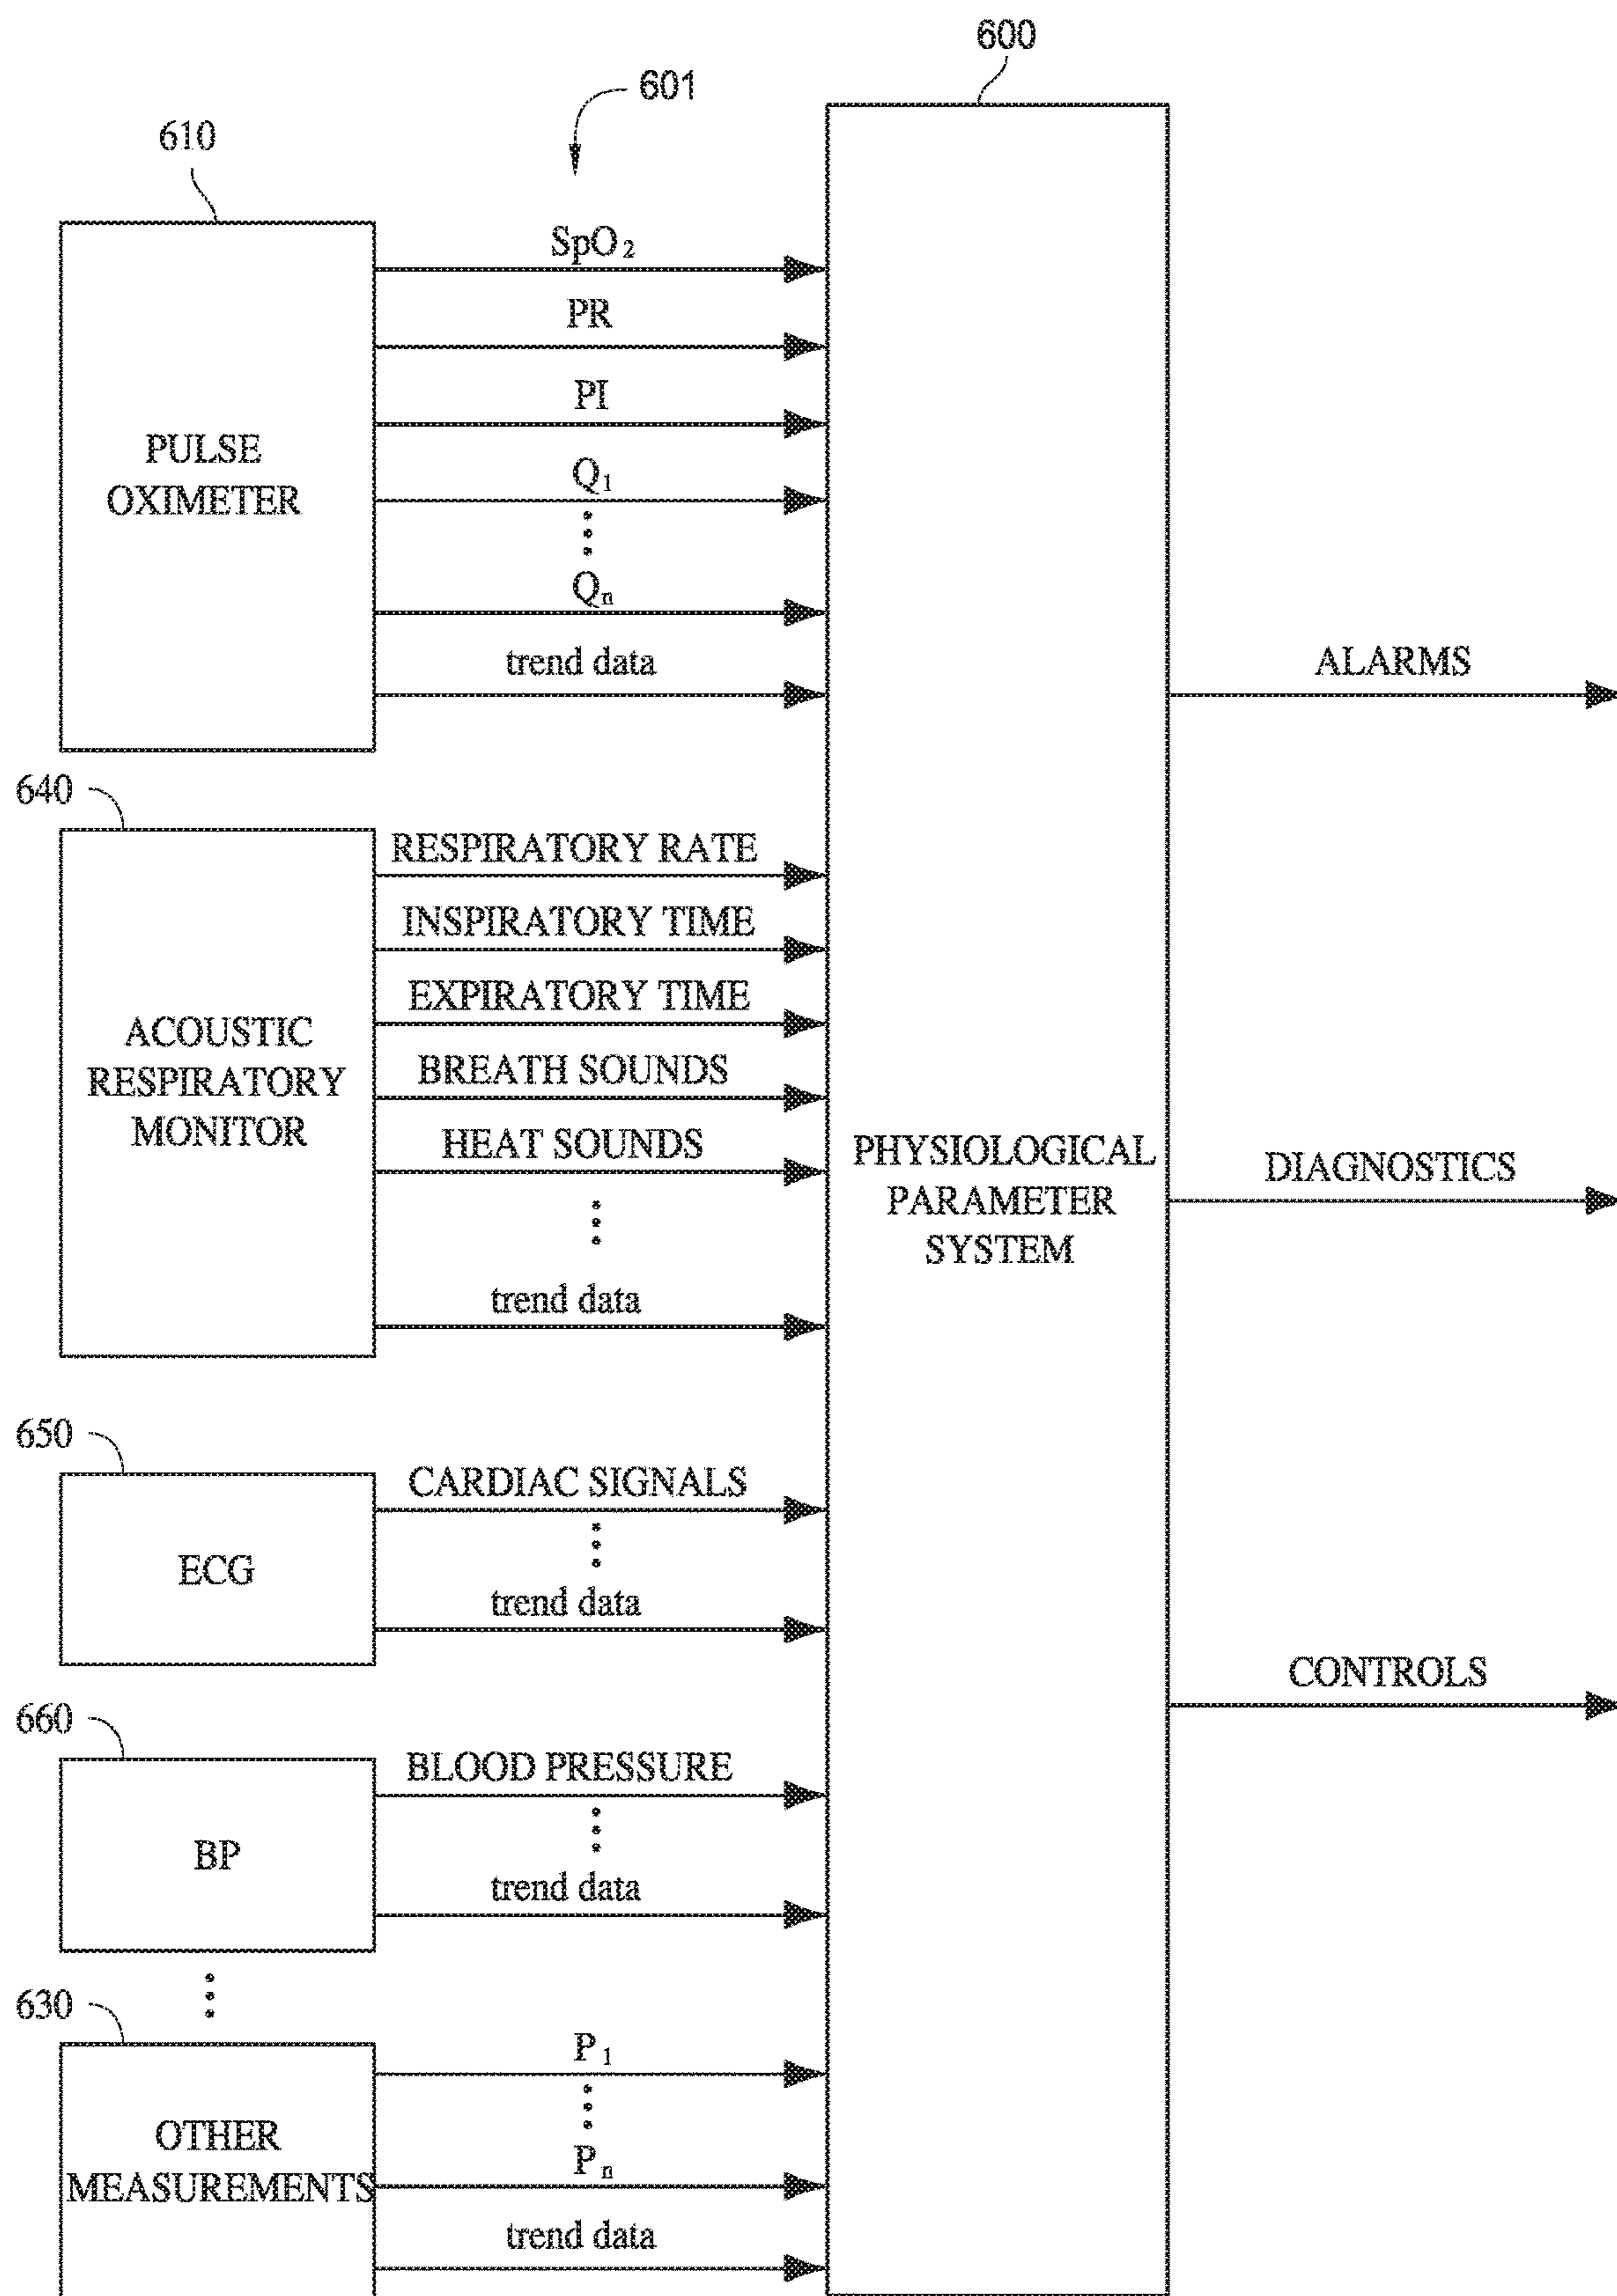 600
601
610
SpO2
PR
PI
PULSE
OXIMETER
Q1
Qn
trend data
ALARMS
640
RESPIRATORY RATE
INSPIRATORY TIME
EXPIRATORY TIME
ACOUSTIC
RESPIRATORY
MONITOR
BREATH SOUNDS
HEAT SOUNDS
PHYSIOLOGICAL
PARAMETER
SYSTEM
DIAGNOSTICS
trend data
650
CARDIAC SIGNALS
ECG
trend data
CONTROLS
660
BLOOD PRESSURE
BP
trend data
630
P1
OTHER
MEASUREMENTS
Pn
trend data